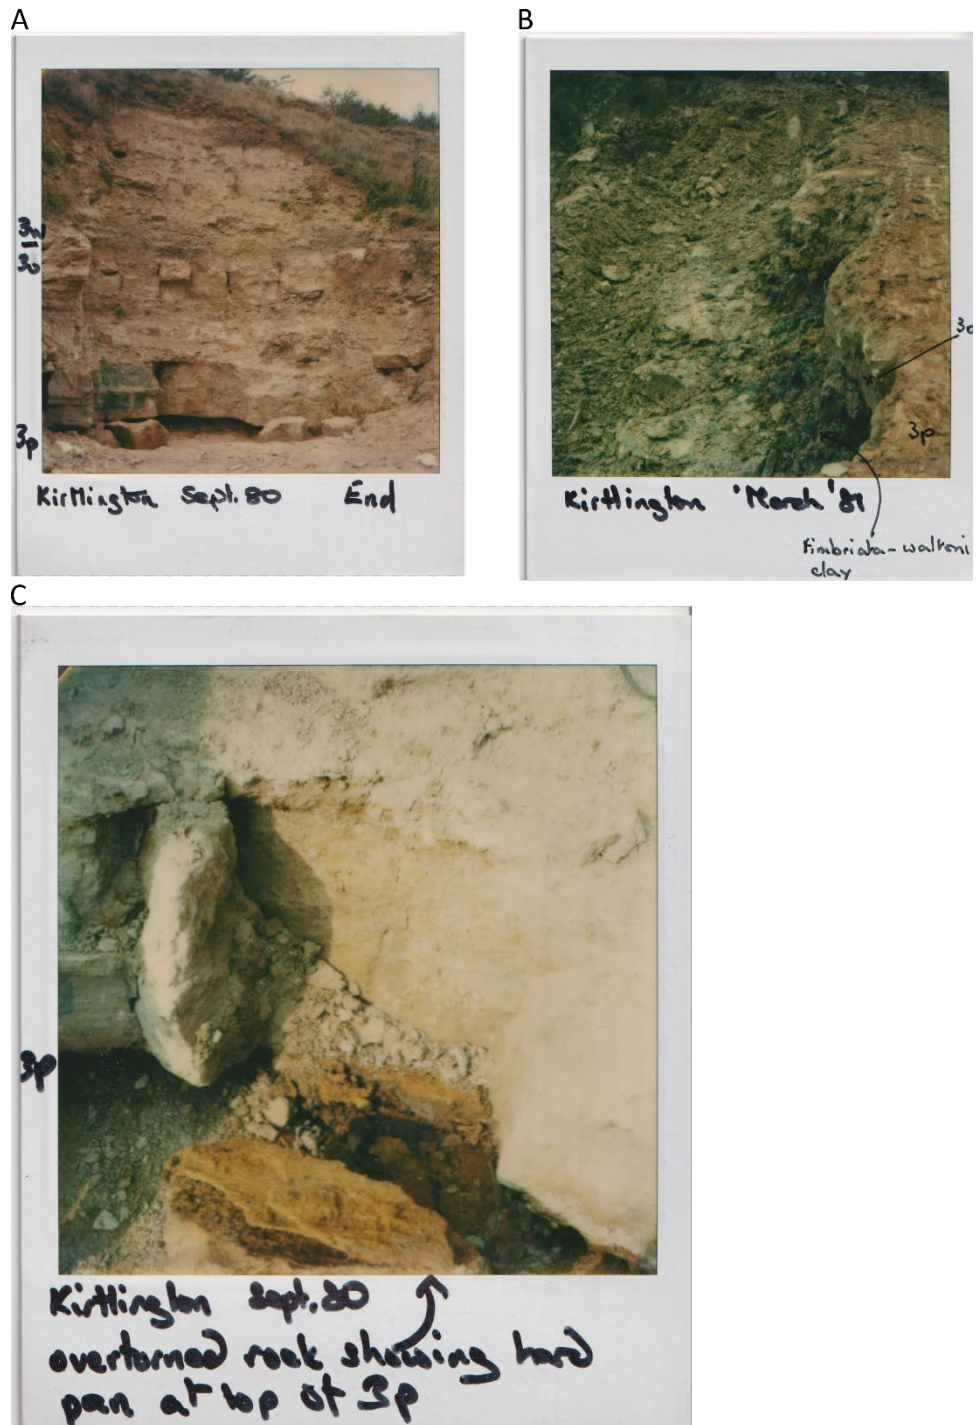 A
3w
3o
3p
Kirtlington Sept. 80 End
B
3o
3p
Kirtlington 'March' 81
Fimbriata-waltoni
clay
C
3p
Kirtlington Sept. 80
overturned rock showing hard
pan at top of 3p